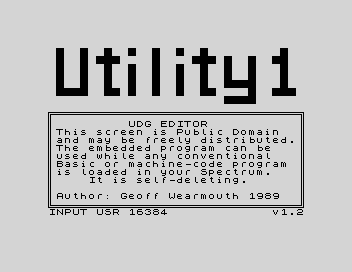 Utility1
UDG EDITOR
This screen is Public Domain
and may be freely distributed.
The embedded program can be
used while any conventional
Basic or machine-code program
is loaded in your Spectrum.
It is self-deleting.
Author: Geoff Wearmouth 1989
INPUT USR 16384 v1.2